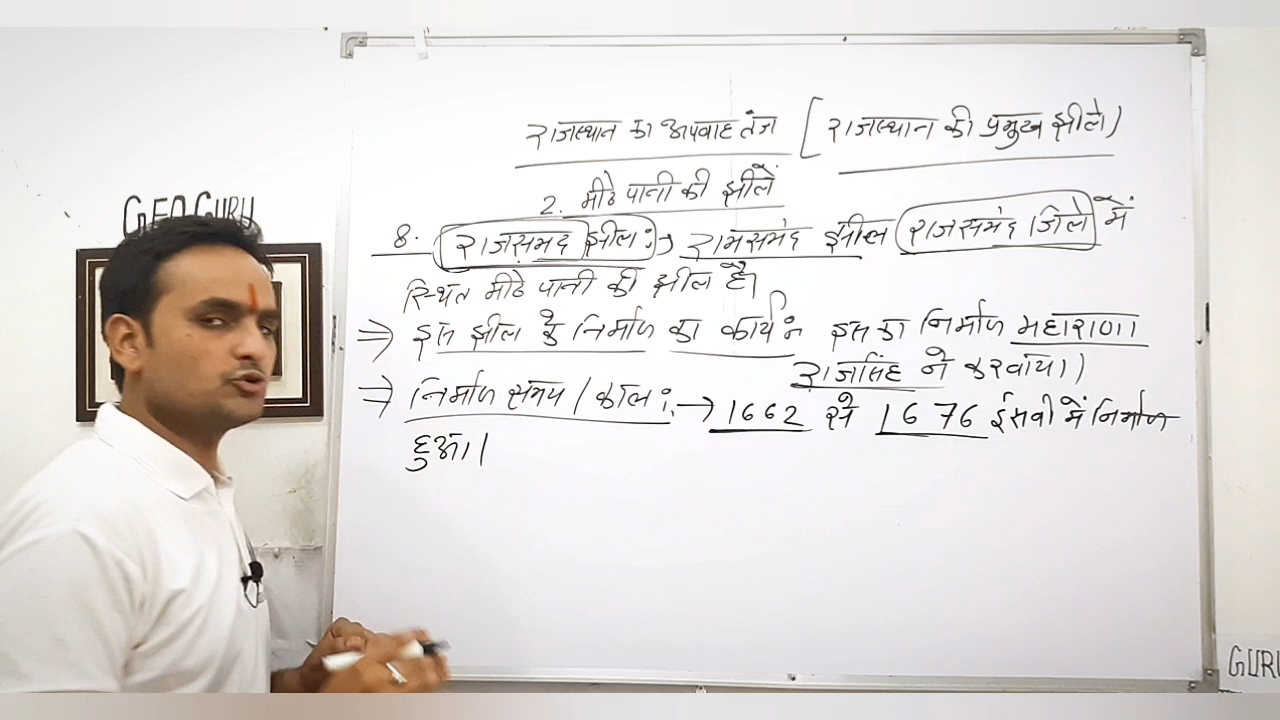 राजस्थान का अपवाह तंत्र [राजस्थान की प्रमुख झीलें)
2. मीठे पानी की झीलें
GEO GURU
8. राजसमंद झील :→ राजसमंद झील राजसमंद जिले में
स्थित मीठे पानी की झील है।
⇒ इस झील के निर्माण का कार्य : इस का निर्माण महाराणा
राजसिंह ने करवाया।)
→ निर्माण समय / काल : → 1662 से 1676 ईसवी में निर्माण
हुआ।
GURU